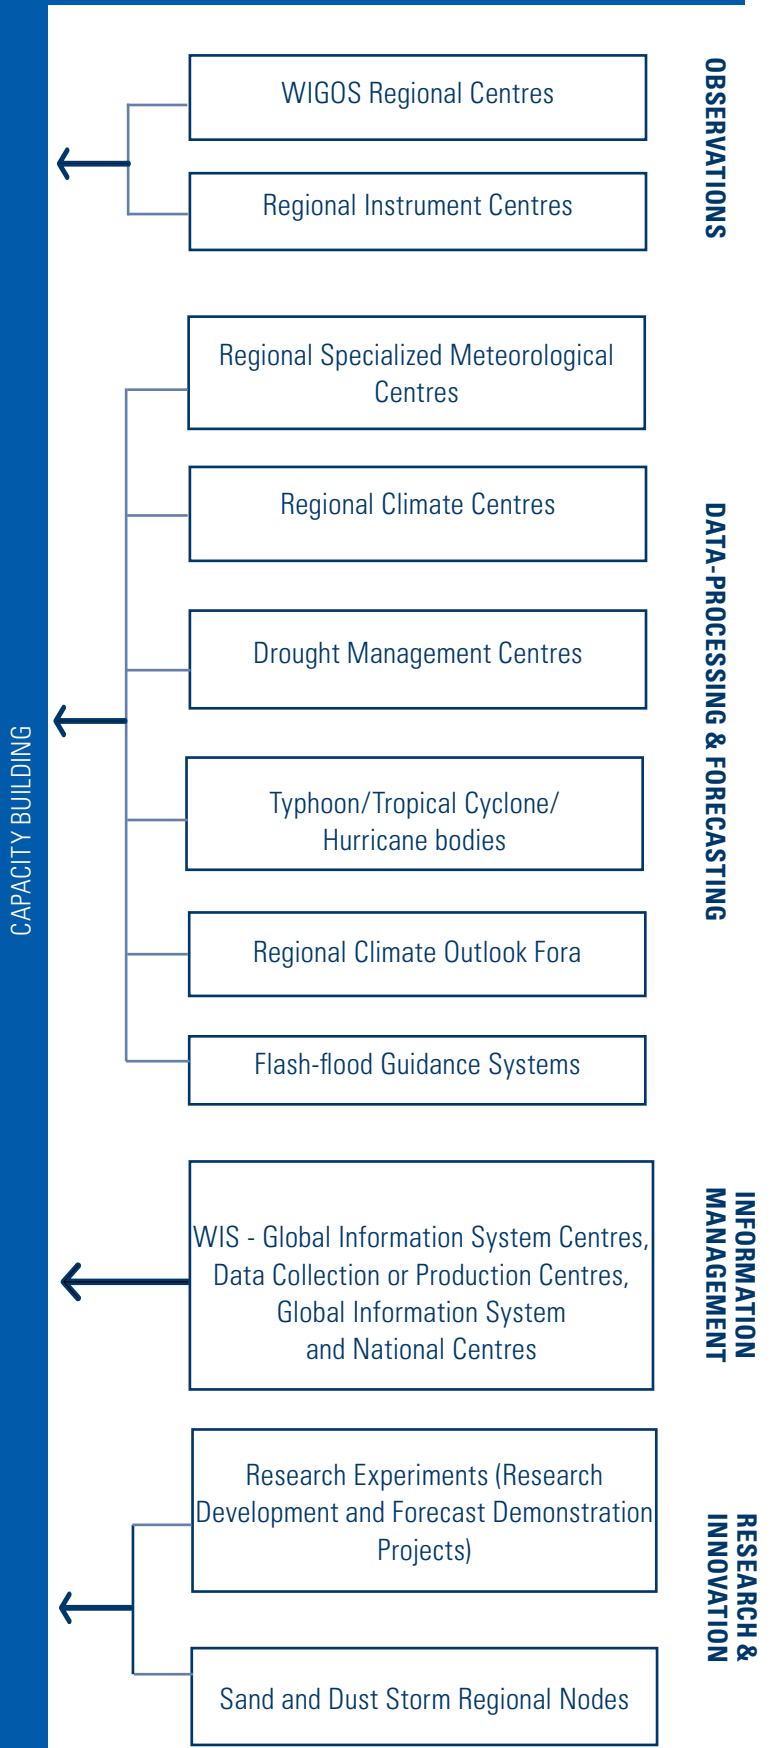 CAPACITY BUILDING
OBSERVATIONS
WIGOS Regional Centres
Regional Instrument Centres
DATA-PROCESSING & FORECASTING
Regional Specialized Meteorological
Centres
Regional Climate Centres
Drought Management Centres
Typhoon/Tropical Cyclone/
Hurricane bodies
Regional Climate Outlook Fora
Flash-flood Guidance Systems
INFORMATION
MANAGEMENT
WIS - Global Information System Centres,
Data Collection or Production Centres,
Global Information System
and National Centres
RESEARCH &
INNOVATION
Research Experiments (Research
Development and Forecast Demonstration
Projects)
Sand and Dust Storm Regional Nodes